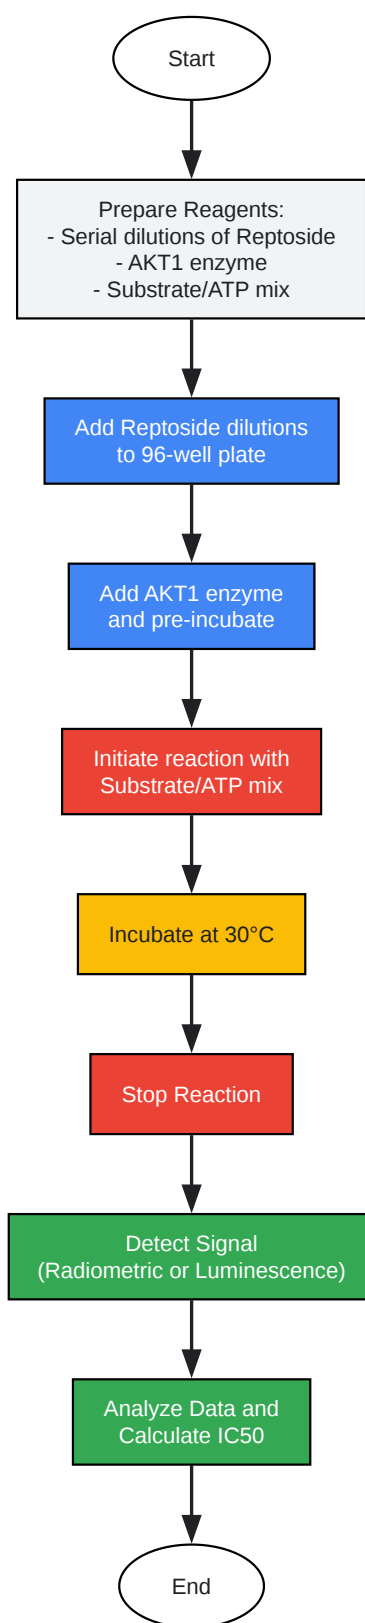 Start
Prepare Reagents:
- Serial dilutions of Reptoside
- AKT1 enzyme
- Substrate/ATP mix
Add Reptoside dilutions
to 96-well plate
Add AKT1 enzyme
and pre-incubate
Initiate reaction with
Substrate/ATP mix
Incubate at 30°C
Stop Reaction
Detect Signal
(Radiometric or Luminescence)
Analyze Data and
Calculate IC50
End